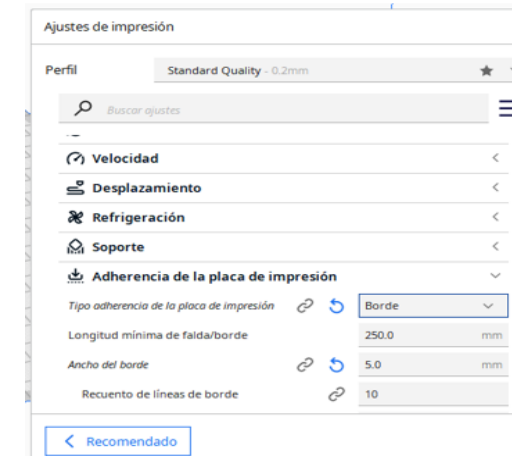 Ajustes de impresión
Perfil Standard Quality - 0.2mm
Buscar ajustes
Velocidad
Desplazamiento
Refrigeración
Soporte
Adherencia de la placa de impresión
Tipo adherencia de la placa de impresión Borde
Longitud mínima de falda/borde 250.0 mm
Ancho del borde 5.0 mm
Recuento de líneas de borde 10
Recomendado